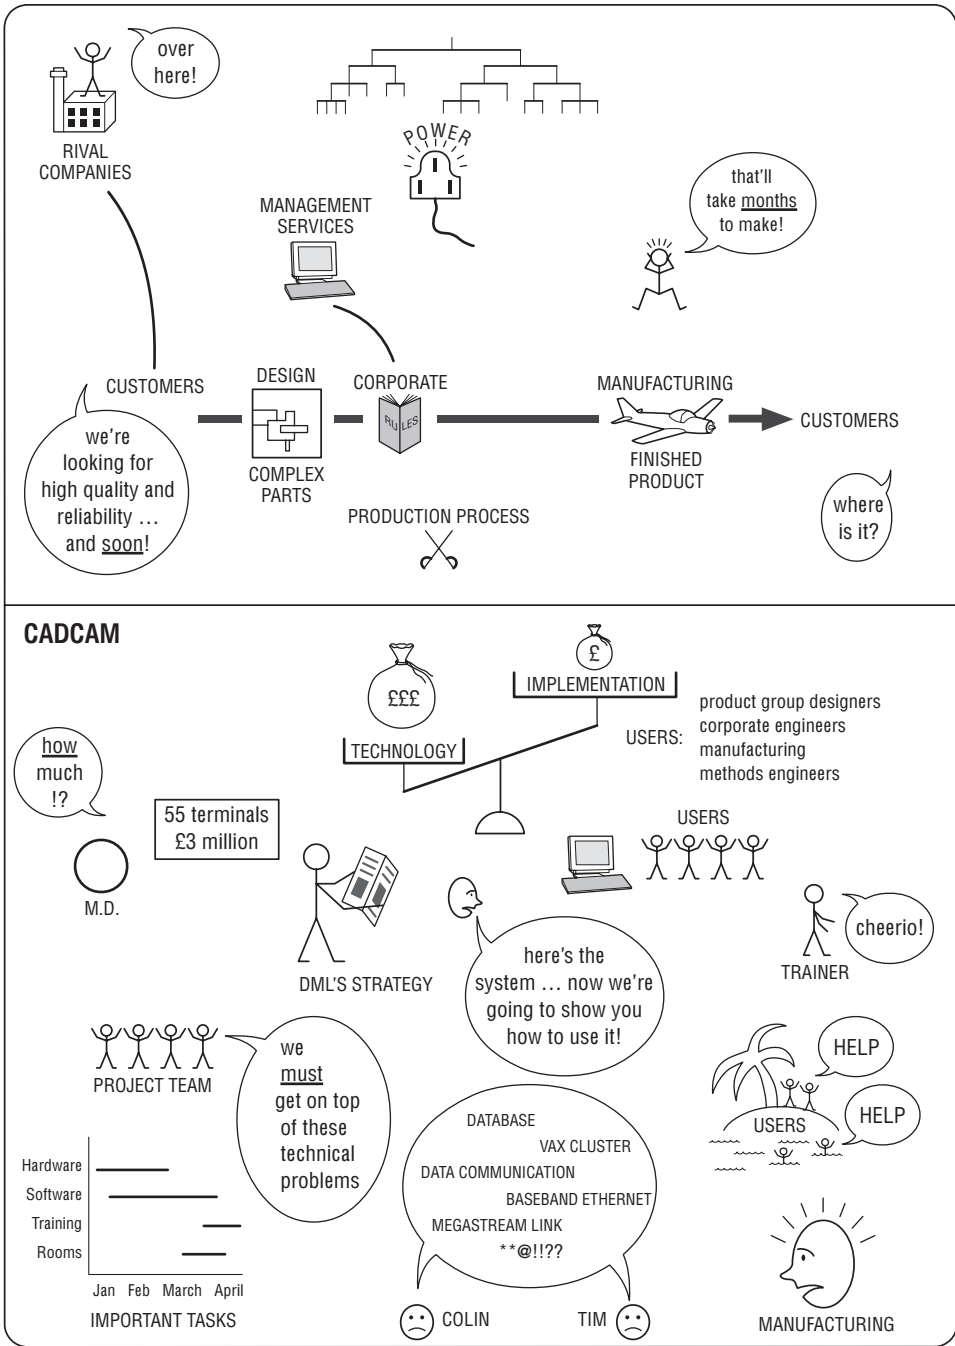 over
here!
RIVAL
COMPANIES
POWER
MANAGEMENT
SERVICES
that'll
take months
to make!
CUSTOMERS
DESIGN
CORPORATE
MANUFACTURING
RULES
CUSTOMERS
we're
looking for
high quality and
reliability …
and soon!
COMPLEX
PARTS
FINISHED
PRODUCT
where
is it?
PRODUCTION PROCESS
CADCAM
£
£££
IMPLEMENTATION
TECHNOLOGY
USERS:
product group designers
corporate engineers
manufacturing
methods engineers
how
much
!?
M.D.
55 terminals
£3 million
USERS
DML'S STRATEGY
here's the
system … now we're
going to show you
how to use it!
cheerio!
TRAINER
PROJECT TEAM
we
must
get on top
of these
technical
problems
HELP
HELP
USERS
DATABASE
VAX CLUSTER
DATA COMMUNICATION
BASEBAND ETHERNET
MEGASTREAM LINK
**@!!??
Hardware
Software
Training
Rooms
Jan Feb March April
IMPORTANT TASKS
COLIN
TIM
MANUFACTURING